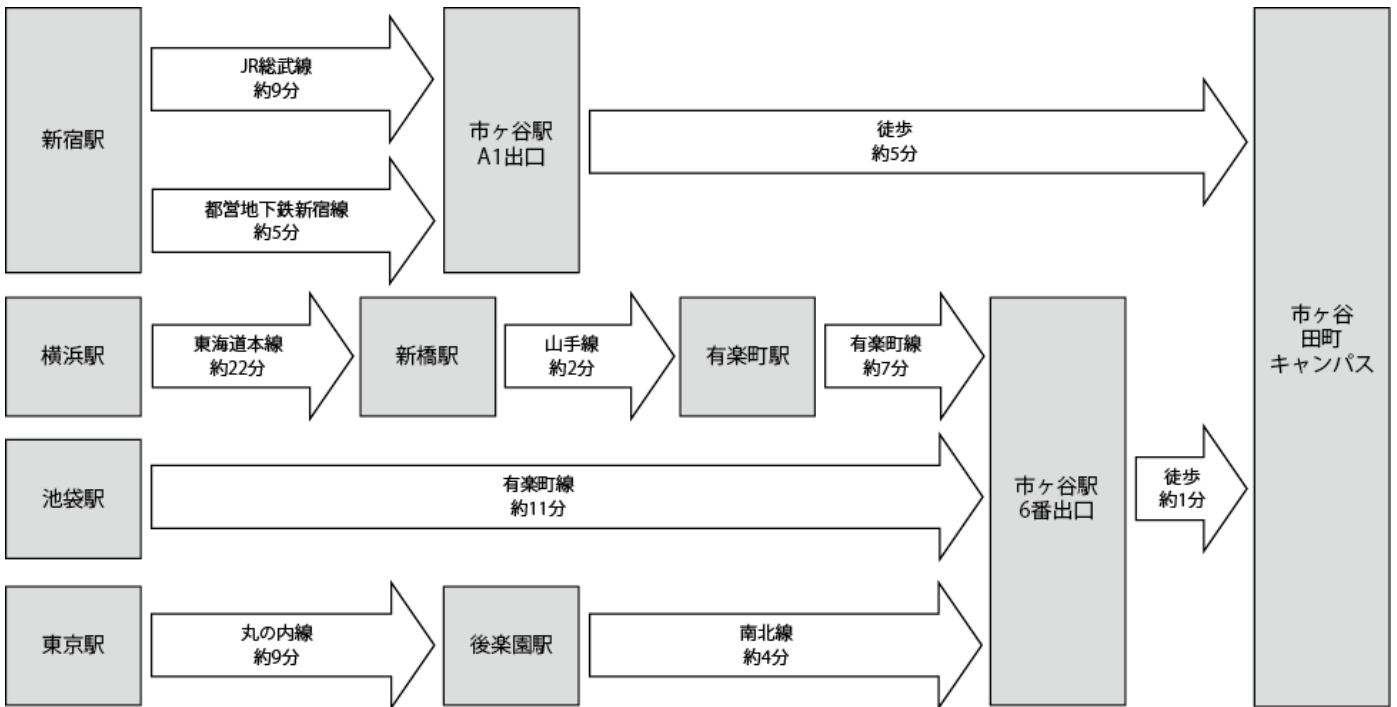 新宿駅
JR総武線
約9分
都営地下鉄新宿線
約5分
市ヶ谷駅
A1出口
徒歩
約5分
横浜駅
東海道本線
約22分
新橋駅
山手線
約2分
有楽町駅
有楽町線
約7分
池袋駅
有楽町線
約11分
東京駅
丸の内線
約9分
後楽園駅
南北線
約4分
市ヶ谷駅
6番出口
徒歩
約1分
市ヶ谷
田町
キャンパス